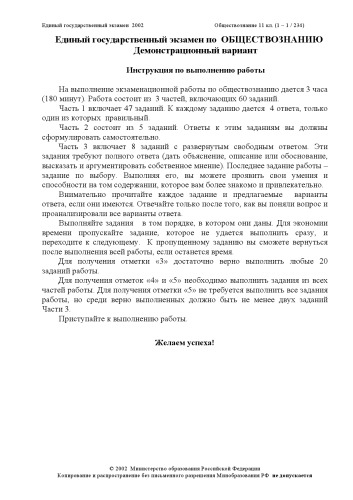 Единый государственный экзамен 2002 Обществознание 11 кл. (1 – 1 / 234)
Единый государственный экзамен по ОБЩЕСТВОЗНАНИЮ
Демонстрационный вариант
Инструкция по выполнению работы
На выполнение экзаменационной работы по обществознанию дается 3 часа
(180 минут). Работа состоит из 3 частей, включающих 60 заданий.
Часть 1 включает 47 заданий. К каждому заданию дается 4 ответа, только
один из которых правильный.
Часть 2 состоит из 5 заданий. Ответы к этим заданиям вы должны
сформулировать самостоятельно.
Часть 3 включает 8 заданий с развернутым свободным ответом. Эти
задания требуют полного ответа (дать объяснение, описание или обоснование,
высказать и аргументировать собственное мнение). Последнее задание работы –
задание по выбору. Выполняя его, вы можете проявить свои умения и
способности на том содержании, которое вам более знакомо и привлекательно.
Внимательно прочитайте каждое задание и предлагаемые варианты
ответа, если они имеются. Отвечайте только после того, как вы поняли вопрос и
проанализировали все варианты ответа.
Выполняйте задания в том порядке, в котором они даны. Для экономии
времени пропускайте задание, которое не удается выполнить сразу, и
переходите к следующему. К пропущенному заданию вы сможете вернуться
после выполнения всей работы, если останется время.
Для получения отметки «3» достаточно верно выполнить любые 20
заданий работы.
Для получения отметок «4» и «5» необходимо выполнить задания из всех
частей работы. Для получения отметки «5» не требуется выполнить все задания
работы, но среди верно выполненных должно быть не менее двух заданий
Части 3.
Приступайте к выполнению работы.
Желаем успеха!
© 2002 Министерство образования Российской Федерации
Копирование и распространение без письменного разрешения Минобразования РФ не допускается